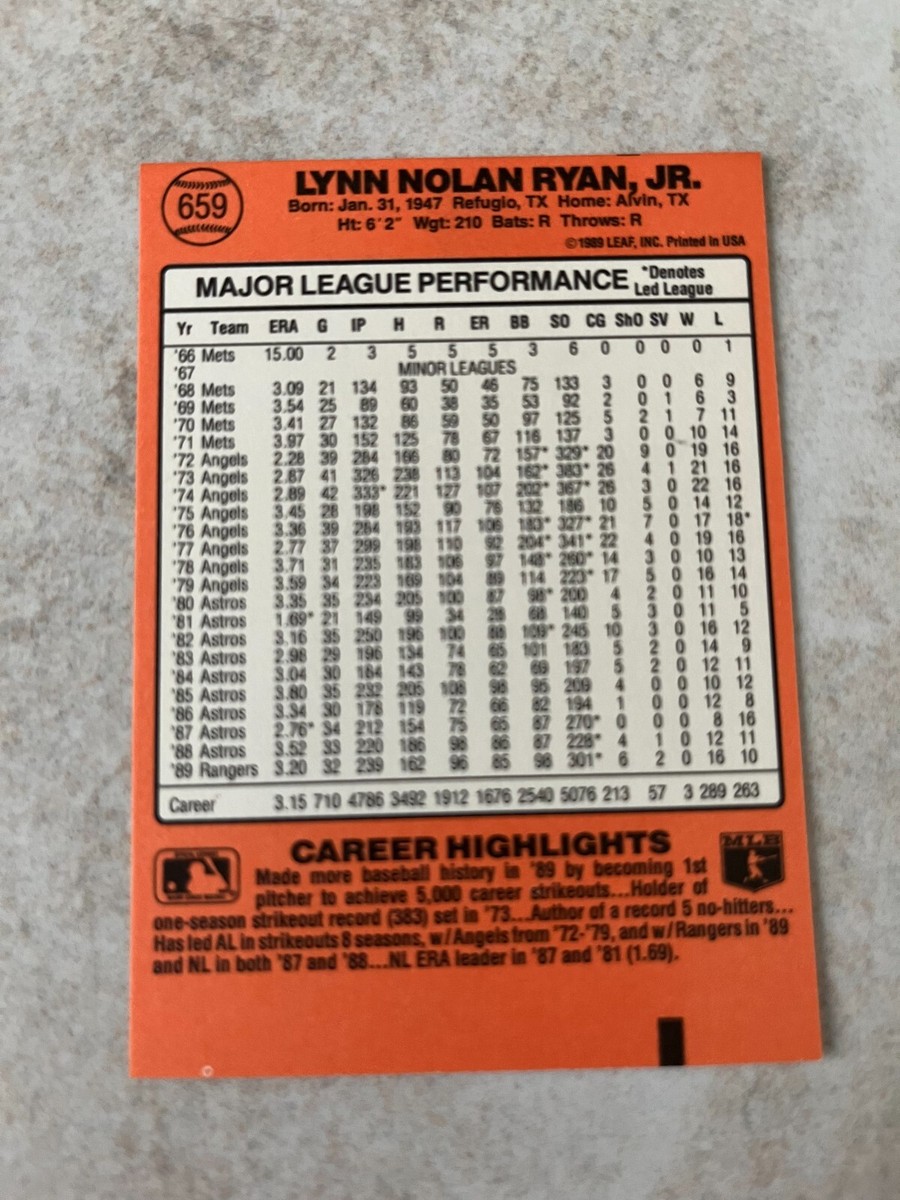 659
LYNN NOLAN RYAN, JR.
Born: Jan. 31, 1947 Refugio, TX Home: Alvin, TX
Ht: 6'2" Wgt: 210 Bats: R Throws: R
©1989 LEAF, INC. Printed in USA
MAJOR LEAGUE PERFORMANCE *Denotes Led League
Yr Team ERA G IP H R ER BB SO CG ShO SV W L
'66 Mets 15.00 2 3 5 5 5 3 6 0 0 0 0 1
'67 MINOR LEAGUES
'68 Mets 3.09 21 134 93 50 46 75 133 3 0 0 6 9
'69 Mets 3.54 25 89 60 38 35 53 92 2 0 1 6 3
'70 Mets 3.41 27 132 86 59 50 97 125 5 2 1 7 11
'71 Mets 3.97 30 152 125 78 67 116 137 3 0 0 10 14
'72 Angels 2.28 39 284 166 80 72 157* 329* 20 9 0 19 16
'73 Angels 2.87 41 326 238 113 104 162* 383* 26 4 1 21 16
'74 Angels 2.89 42 333* 221 127 107 202* 367* 26 3 0 22 16
'75 Angels 3.45 28 198 152 90 76 132 186 10 5 0 14 12
'76 Angels 3.36 39 284 193 117 106 183* 327* 21 7 0 17 18*
'77 Angels 2.77 37 299 198 110 92 204* 341* 22 4 0 19 16
'78 Angels 3.71 31 235 183 106 97 148* 260* 14 3 0 10 13
'79 Angels 3.59 34 223 169 104 89 114 223* 17 5 0 16 14
'80 Astros 3.35 35 234 205 100 87 98* 200 4 2 0 11 10
'81 Astros 1.69* 21 149 99 34 28 68 140 5 3 0 11 5
'82 Astros 3.16 35 250 196 100 88 109* 245 10 3 0 16 12
'83 Astros 2.98 29 196 134 74 65 101 183 5 2 0 14 9
'84 Astros 3.04 30 184 143 78 62 69 197 5 2 0 12 11
'85 Astros 3.80 35 232 205 108 98 95 209 4 0 0 10 12
'86 Astros 3.34 30 178 119 72 66 82 194 1 0 0 12 8
'87 Astros 2.76* 34 212 154 75 65 87 270* 0 0 0 8 16
'88 Astros 3.52 33 220 186 98 86 87 228* 4 1 0 12 11
'89 Rangers 3.20 32 239 162 96 85 98 301* 6 2 0 16 10
Career 3.15 710 4786 3492 1912 1676 2540 5076 213 57 3 289 263
CAREER HIGHLIGHTS
MLB
Made more baseball history in '89 by becoming 1st
pitcher to achieve 5,000 career strikeouts...Holder of
one-season strikeout record (383) set in '73...Author of a record 5 no-hitters...
Has led AL in strikeouts 8 seasons, w/Angels from '72-'79, and w/Rangers in '89
and NL in both '87 and '88...NL ERA leader in '87 and '81 (1.69).